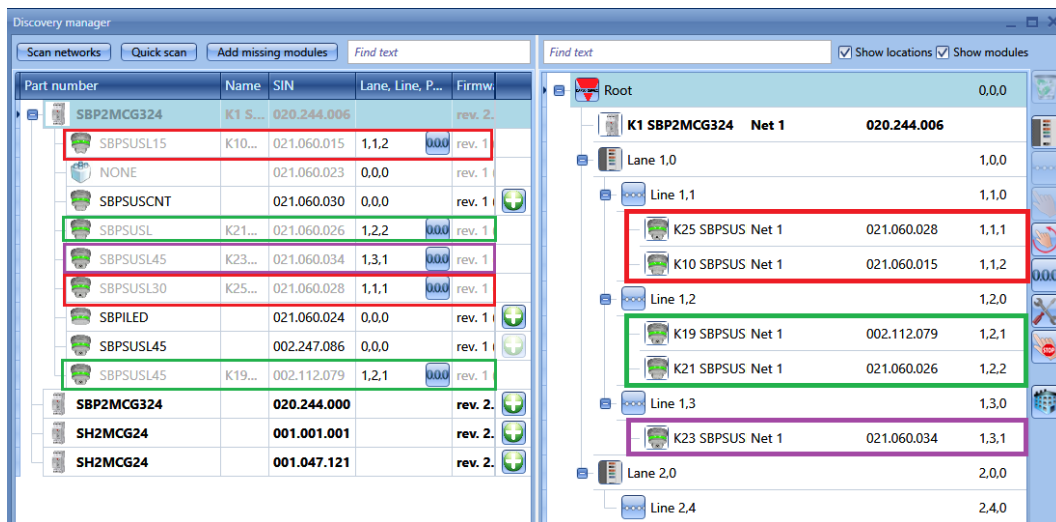 Discovery manager
Scan networks Quick scan Add missing modules Find text
Part number Name SIN Lane, Line, P... Firmw
SBP2MCG324 K1 S... 020.244.006 rev. 2.
SBPSUSL15 K10... 021.060.015 1,1,2 0.0.0 rev. 1
NONE 021.060.023 0,0,0 rev. 1
SBPSUSCNT 021.060.030 0,0,0 rev. 1
SBPSUSL K21... 021.060.026 1,2,2 0.0.0 rev. 1
SBPSUSL45 K23... 021.060.034 1,3,1 0.0.0 rev. 1
SBPSUSL30 K25... 021.060.028 1,1,1 0.0.0 rev. 1
SBPILED 021.060.024 0,0,0 rev. 1
SBPSUSL45 002.247.086 0,0,0 rev. 1
SBPSUSL45 K19... 002.112.079 1,2,1 0.0.0 rev. 1
SBP2MCG324 020.244.000 rev. 2.
SH2MCG24 001.001.001 rev. 2.
SH2MCG24 001.047.121 rev. 2.
Find text Show locations Show modules
Root 0,0,0
K1 SBP2MCG324 Net 1 020.244.006
Lane 1,0 1,0,0
Line 1,1 1,1,0
K25 SBPSUS Net 1 021.060.028 1,1,1
K10 SBPSUS Net 1 021.060.015 1,1,2
Line 1,2 1,2,0
K19 SBPSUS Net 1 002.112.079 1,2,1
K21 SBPSUS Net 1 021.060.026 1,2,2
Line 1,3 1,3,0
K23 SBPSUS Net 1 021.060.034 1,3,1
Lane 2,0 2,0,0
Line 2,4 2,4,0
0.0.0
STOP